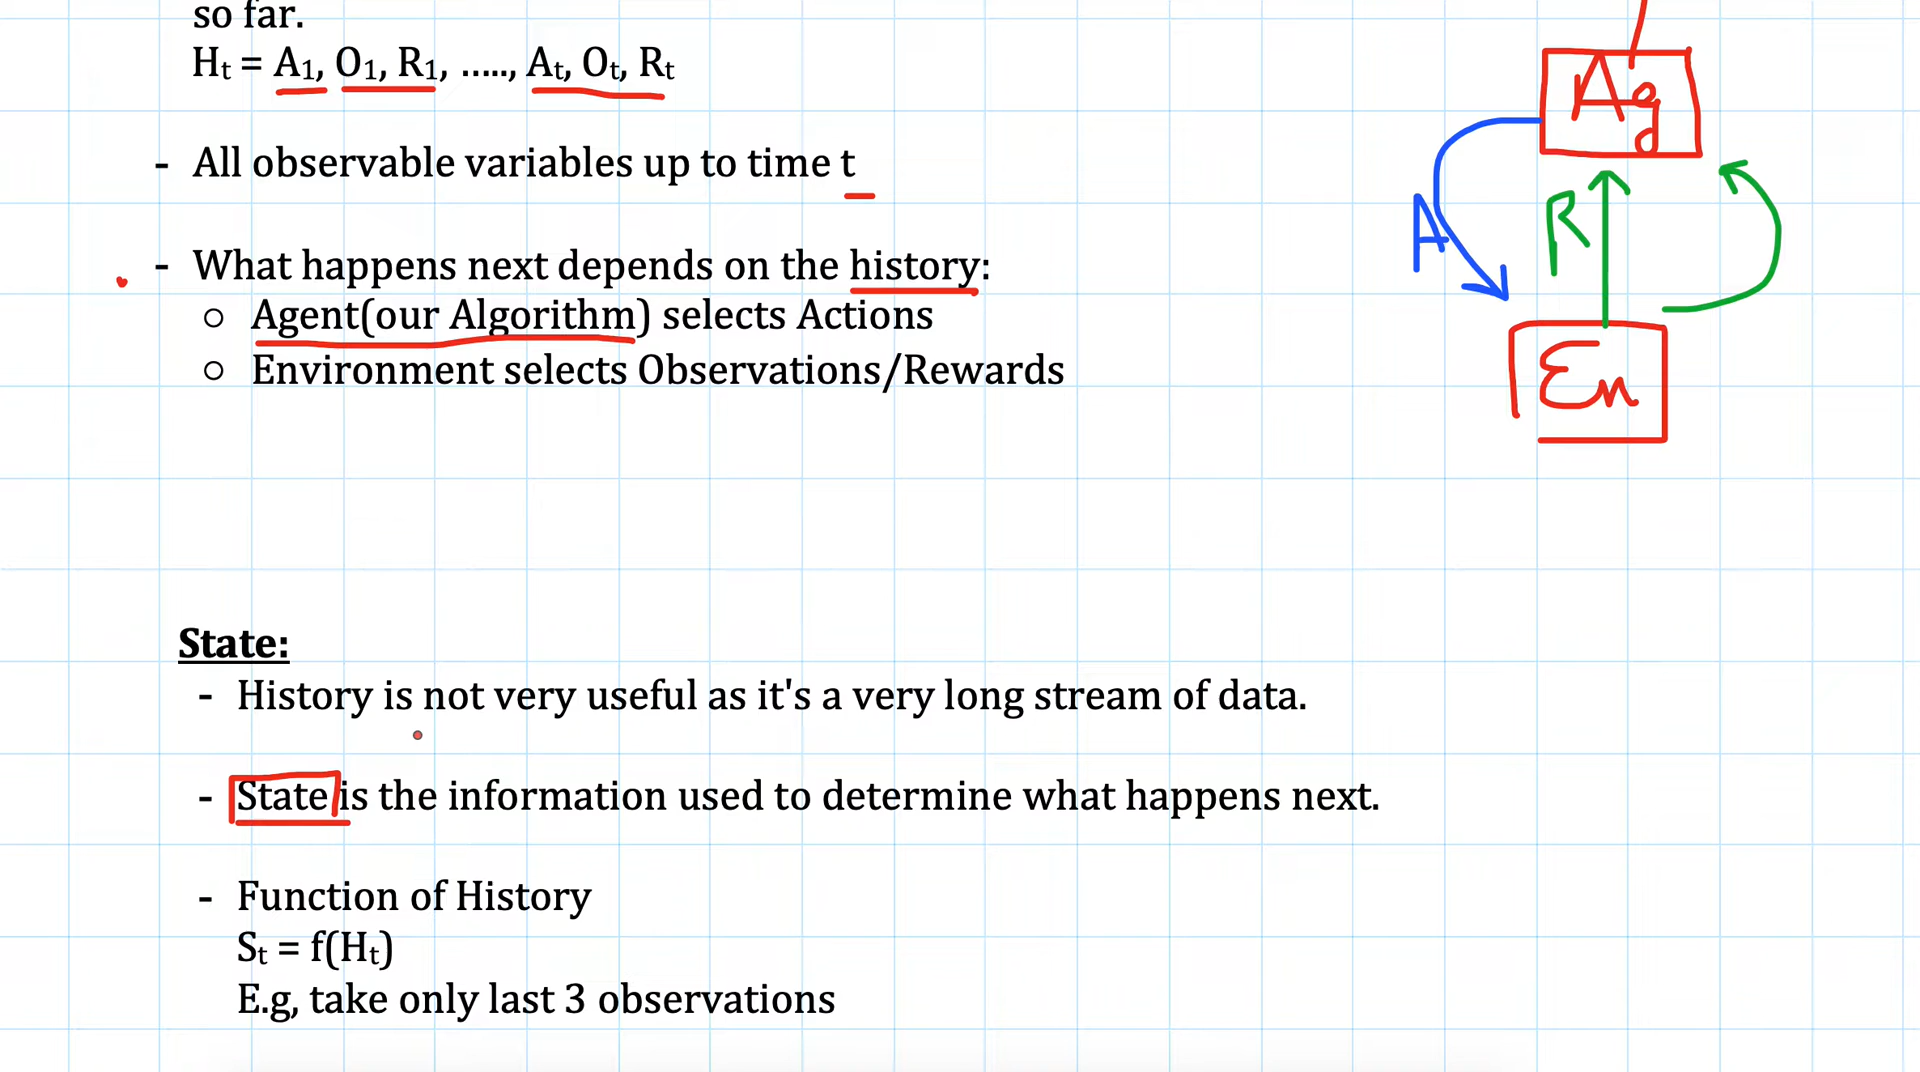 so far.
Hₜ = A₁, O₁, R₁, ....., Aₜ, Oₜ, Rₜ
- All observable variables up to time t
- What happens next depends on the history:
○ Agent(our Algorithm) selects Actions
○ Environment selects Observations/Rewards
Ag
A
R
En
State:
- History is not very useful as it's a very long stream of data.
- State is the information used to determine what happens next.
- Function of History
Sₜ = f(Hₜ)
E.g, take only last 3 observations